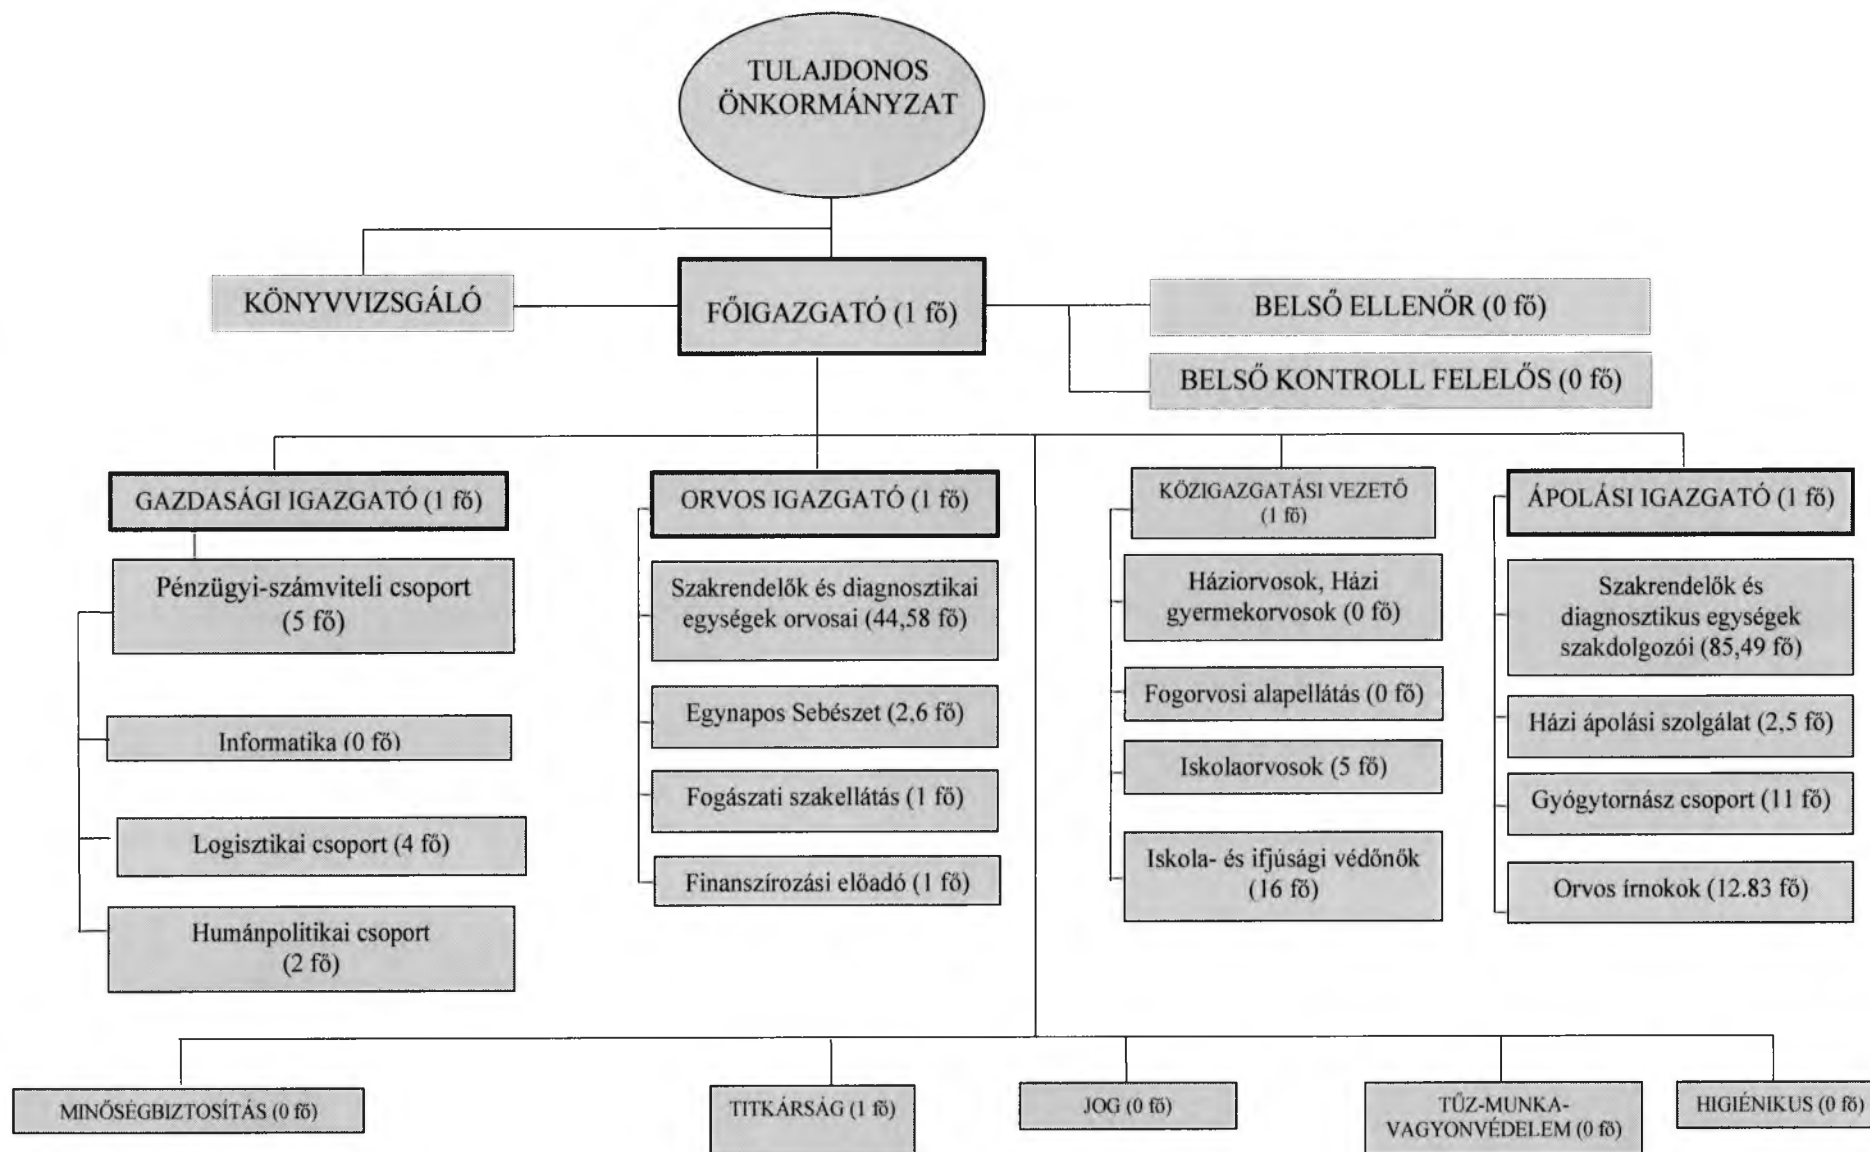 TULAJDONOS
ÖNKORMÁNYZAT
KÖNYVVIZSGÁLÓ
FŐIGAZGATÓ (1 fő)
BELSŐ ELLENŐR (0 fő)
BELSŐ KONTROLL FELELŐS (0 fő)
GAZDASÁGI IGAZGATÓ (1 fő)
Pénzügyi-számviteli csoport
(5 fő)
Informatika (0 fő)
Logisztikai csoport (4 fő)
Humánpolitikai csoport
(2 fő)
ORVOS IGAZGATÓ (1 fő)
Szakrendelők és diagnosztikai
egységek orvosai (44,58 fő)
Egynapos Sebészet (2,6 fő)
Fogászati szakellátás (1 fő)
Finanszírozási előadó (1 fő)
KÖZIGAZGATÁSI VEZETŐ
(1 fő)
Háziorvosok, Házi
gyermekorvosok (0 fő)
Fogorvosi alapellátás (0 fő)
Iskolaorvosok (5 fő)
Iskola- és ifjúsági védőnők
(16 fő)
ÁPOLÁSI IGAZGATÓ (1 fő)
Szakrendelők és
diagnosztikus egységek
szakdolgozói (85,49 fő)
Házi ápolási szolgálat (2,5 fő)
Gyógytornász csoport (11 fő)
Orvos írnokok (12.83 fő)
MINŐSÉGBIZTOSÍTÁS (0 fő)
TITKÁRSÁG (1 fő)
JOG (0 fő)
TŰZ-MUNKA-
VAGYONVÉDELEM (0 fő)
HIGIÉNIKUS (0 fő)